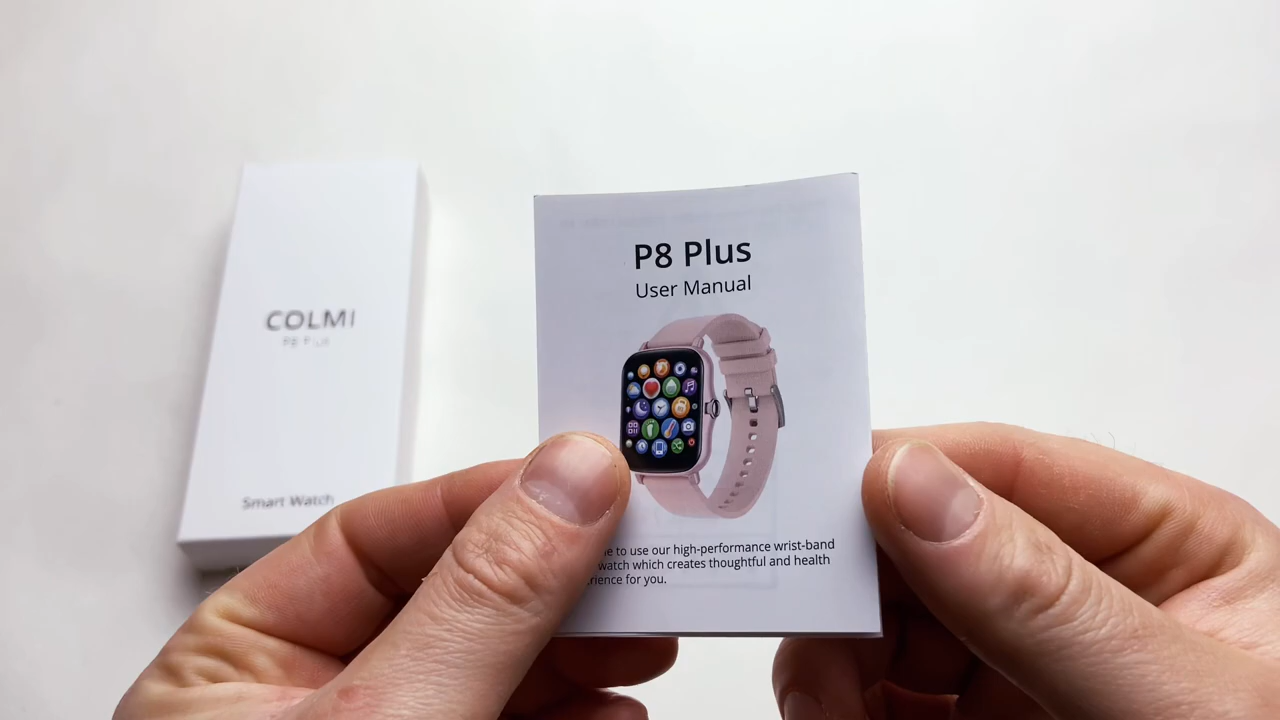 COLMI
P8 Plus
Smart Watch
P8 Plus
User Manual
e to use our high-performance wrist-band
watch which creates thoughtful and health
rience for you.